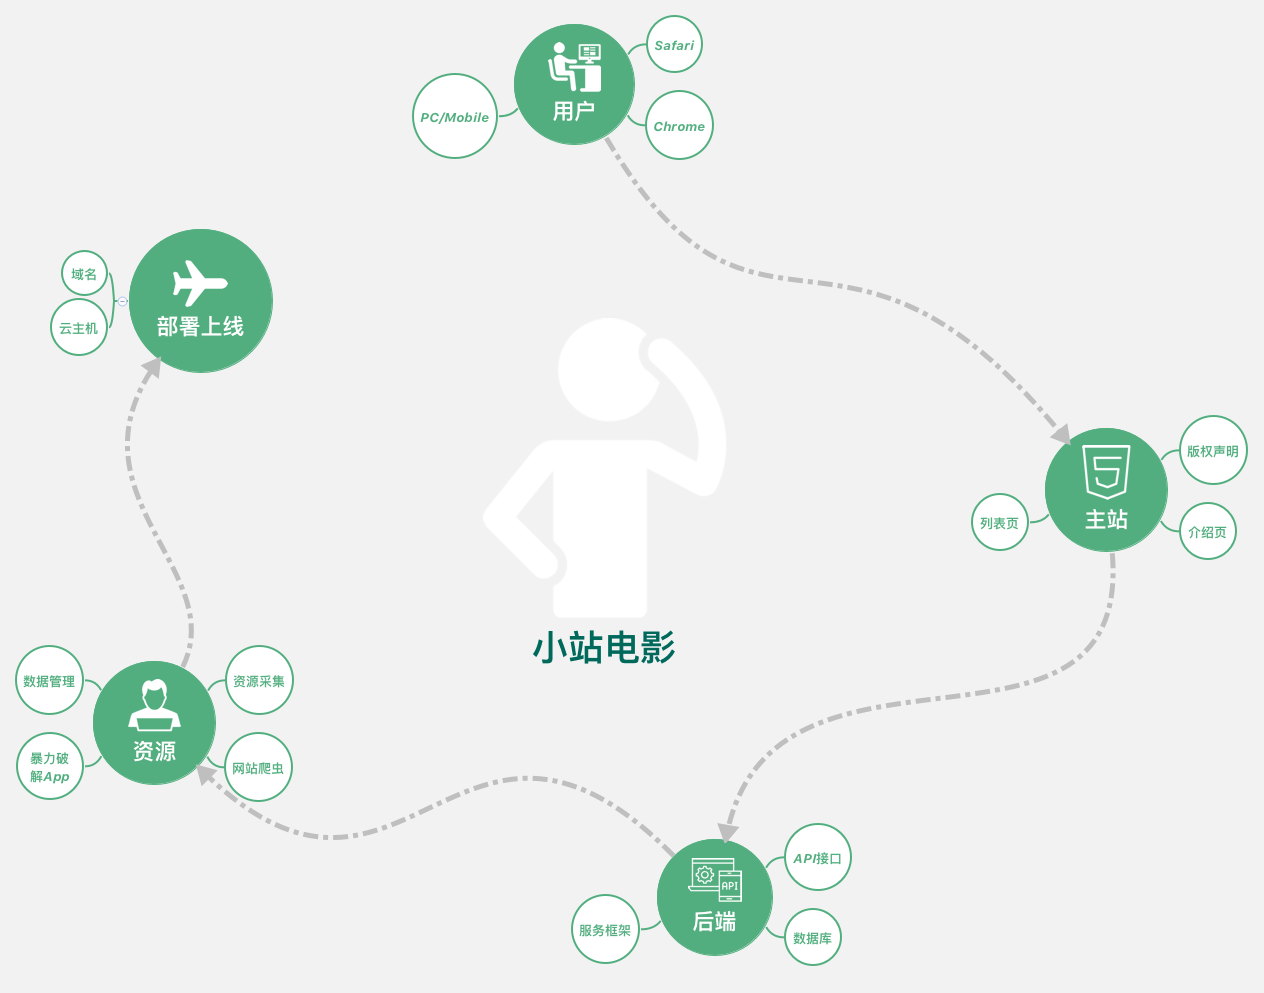 Safari
用户
PC/Mobile
Chrome
域名
云主机
部署上线
版权声明
主站
列表页
介绍页
小站电影
数据管理
资源采集
资源
暴力破
解App
网站爬虫
API接口
API
后端
服务框架
数据库